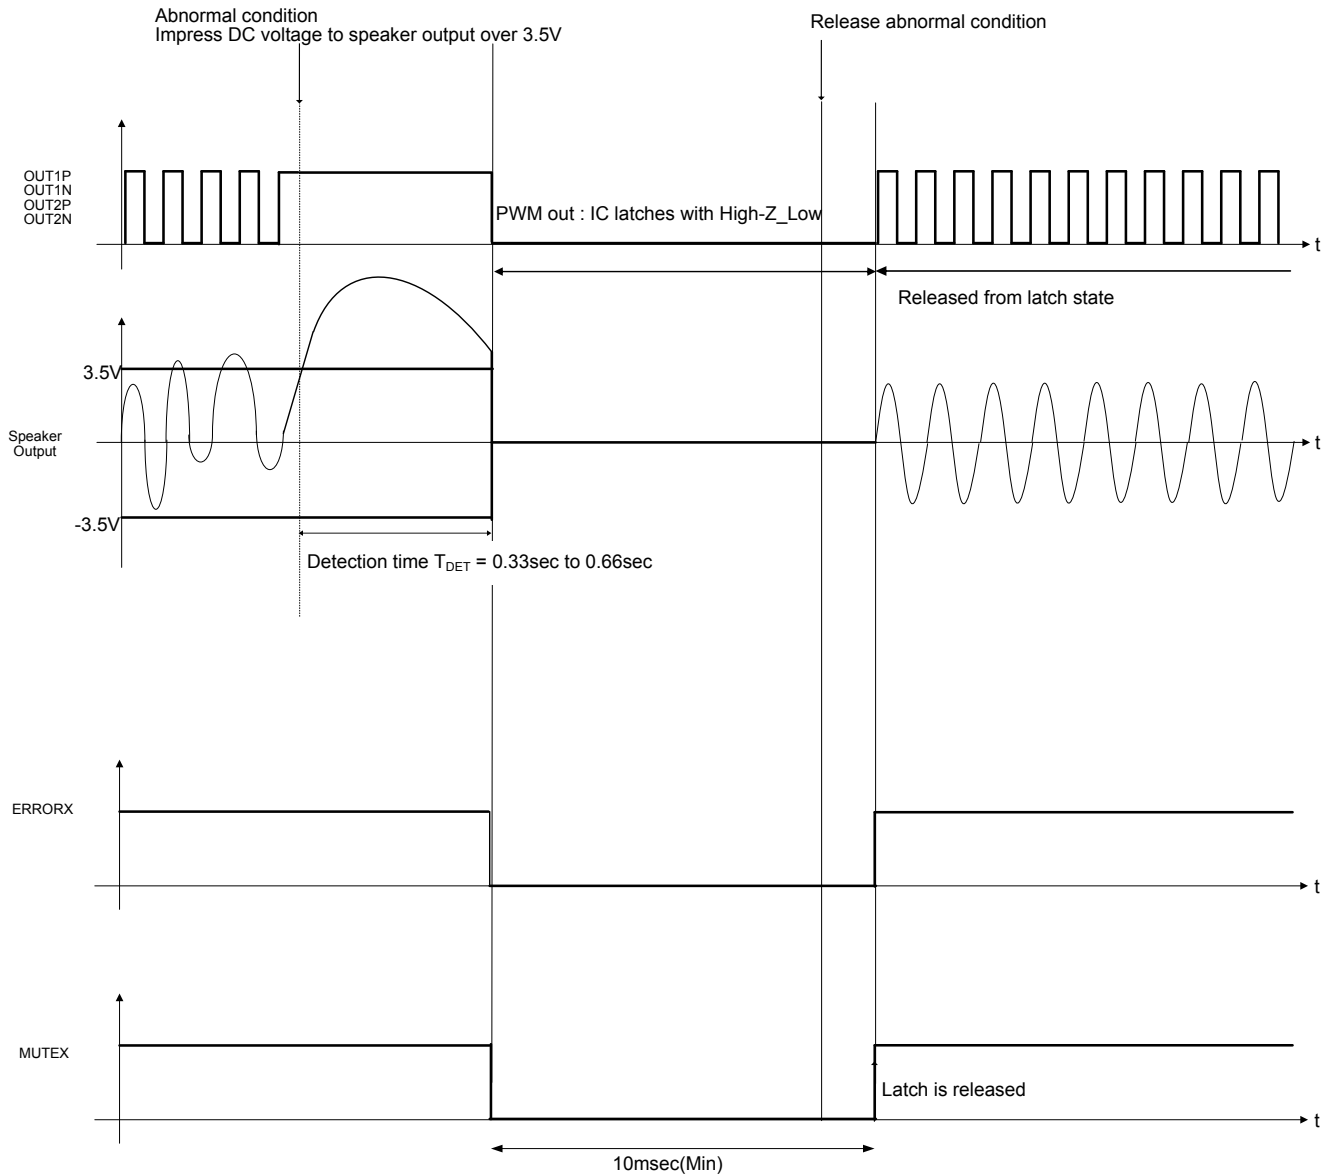 Abnormal condition
Impress DC voltage to speaker output over 3.5V
Release abnormal condition
OUT1P
OUT1N
OUT2P
OUT2N
PWM out : IC latches with High-Z_Low
t
Released from latch state
3.5V
Speaker
Output
t
-3.5V
Detection time TDET = 0.33sec to 0.66sec
ERRORX
t
MUTEX
Latch is released
t
10msec(Min)